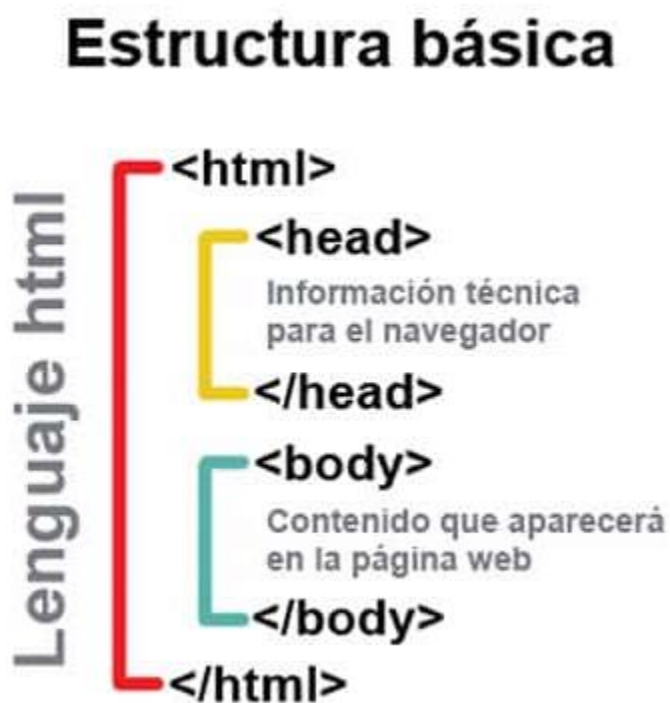 Estructura básica
Lenguaje html
<html>
<head>
Información técnica
para el navegador
</head>
<body>
Contenido que aparecerá
en la página web
</body>
</html>